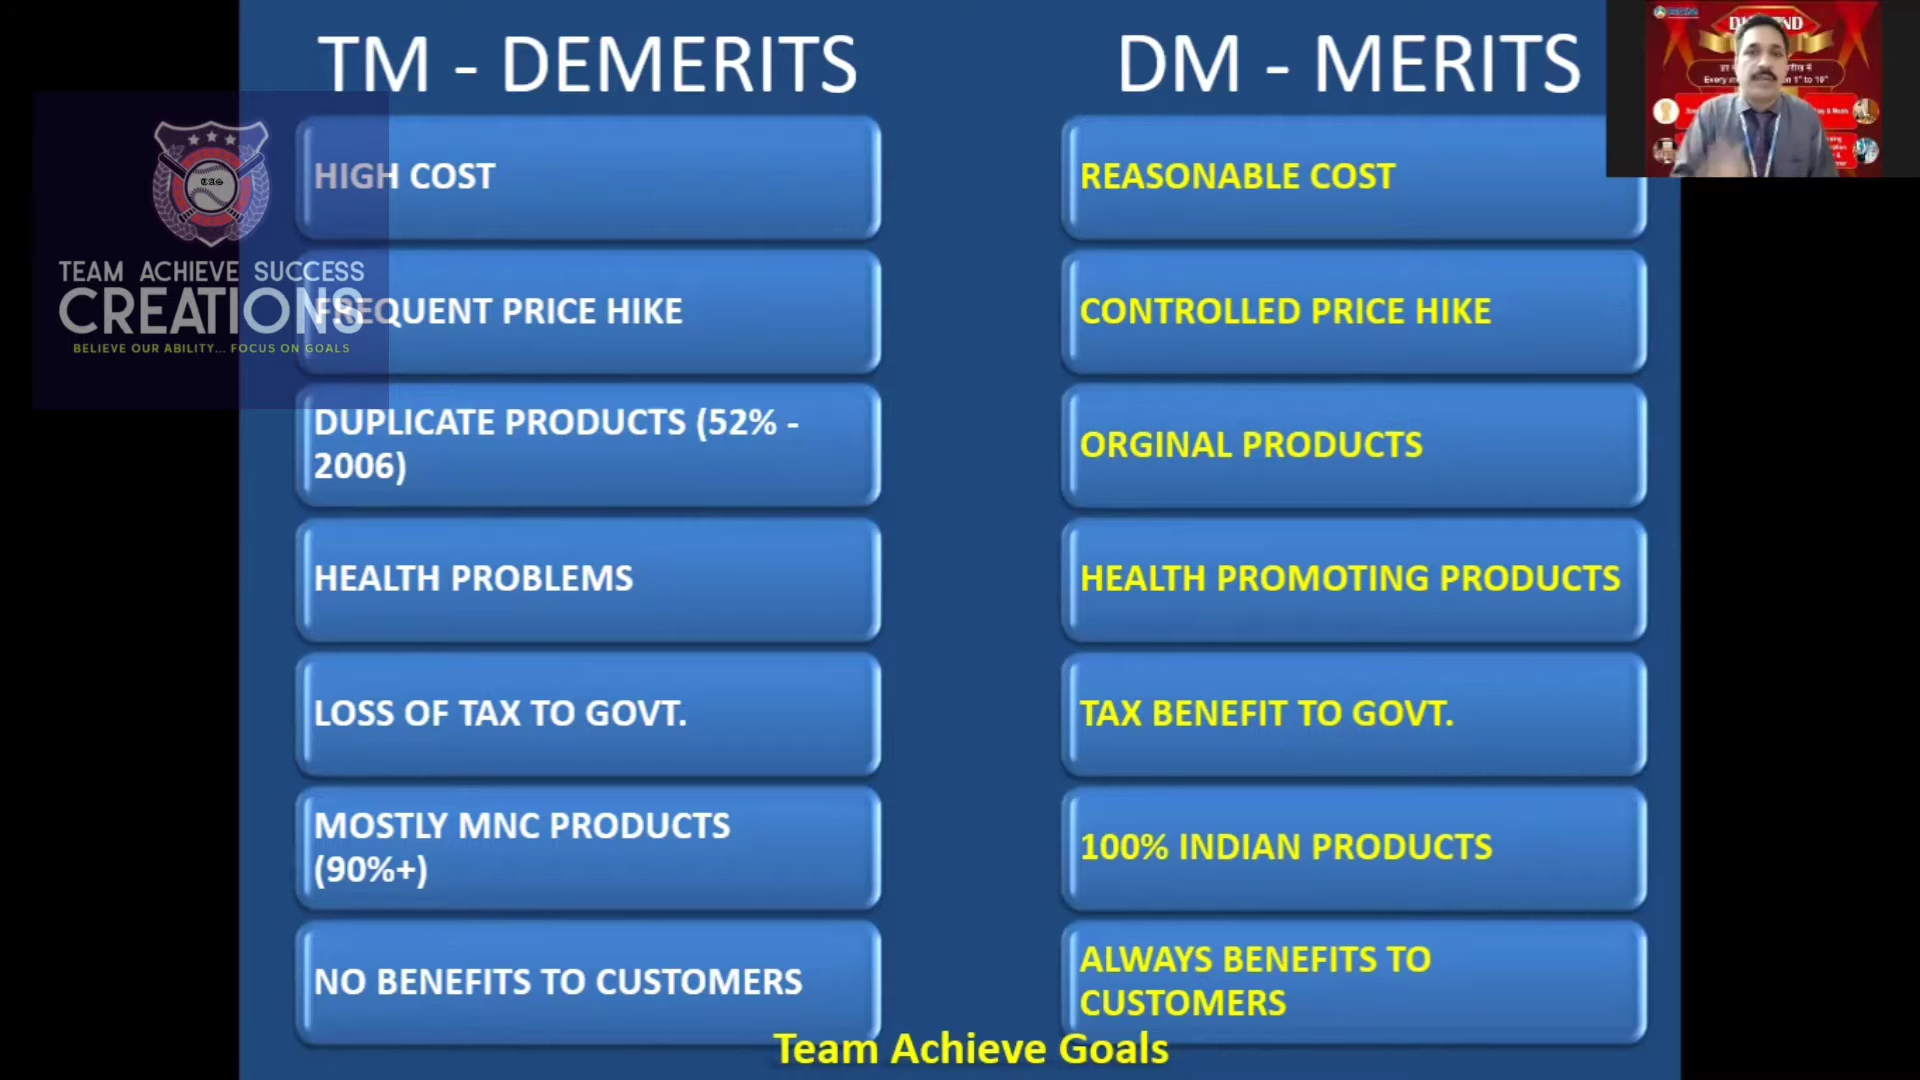 TM - DEMERITS
HIGH COST
FREQUENT PRICE HIKE
DUPLICATE PRODUCTS (52% -
2006)
HEALTH PROBLEMS
LOSS OF TAX TO GOVT.
MOSTLY MNC PRODUCTS
(90%+)
NO BENEFITS TO CUSTOMERS
DM - MERITS
REASONABLE COST
CONTROLLED PRICE HIKE
ORGINAL PRODUCTS
HEALTH PROMOTING PRODUCTS
TAX BENEFIT TO GOVT.
100% INDIAN PRODUCTS
ALWAYS BENEFITS TO
CUSTOMERS
Team Achieve Goals
TAS
TEAM ACHIEVE SUCCESS
CREATIONS
BELIEVE OUR ABILITY... FOCUS ON GOALS